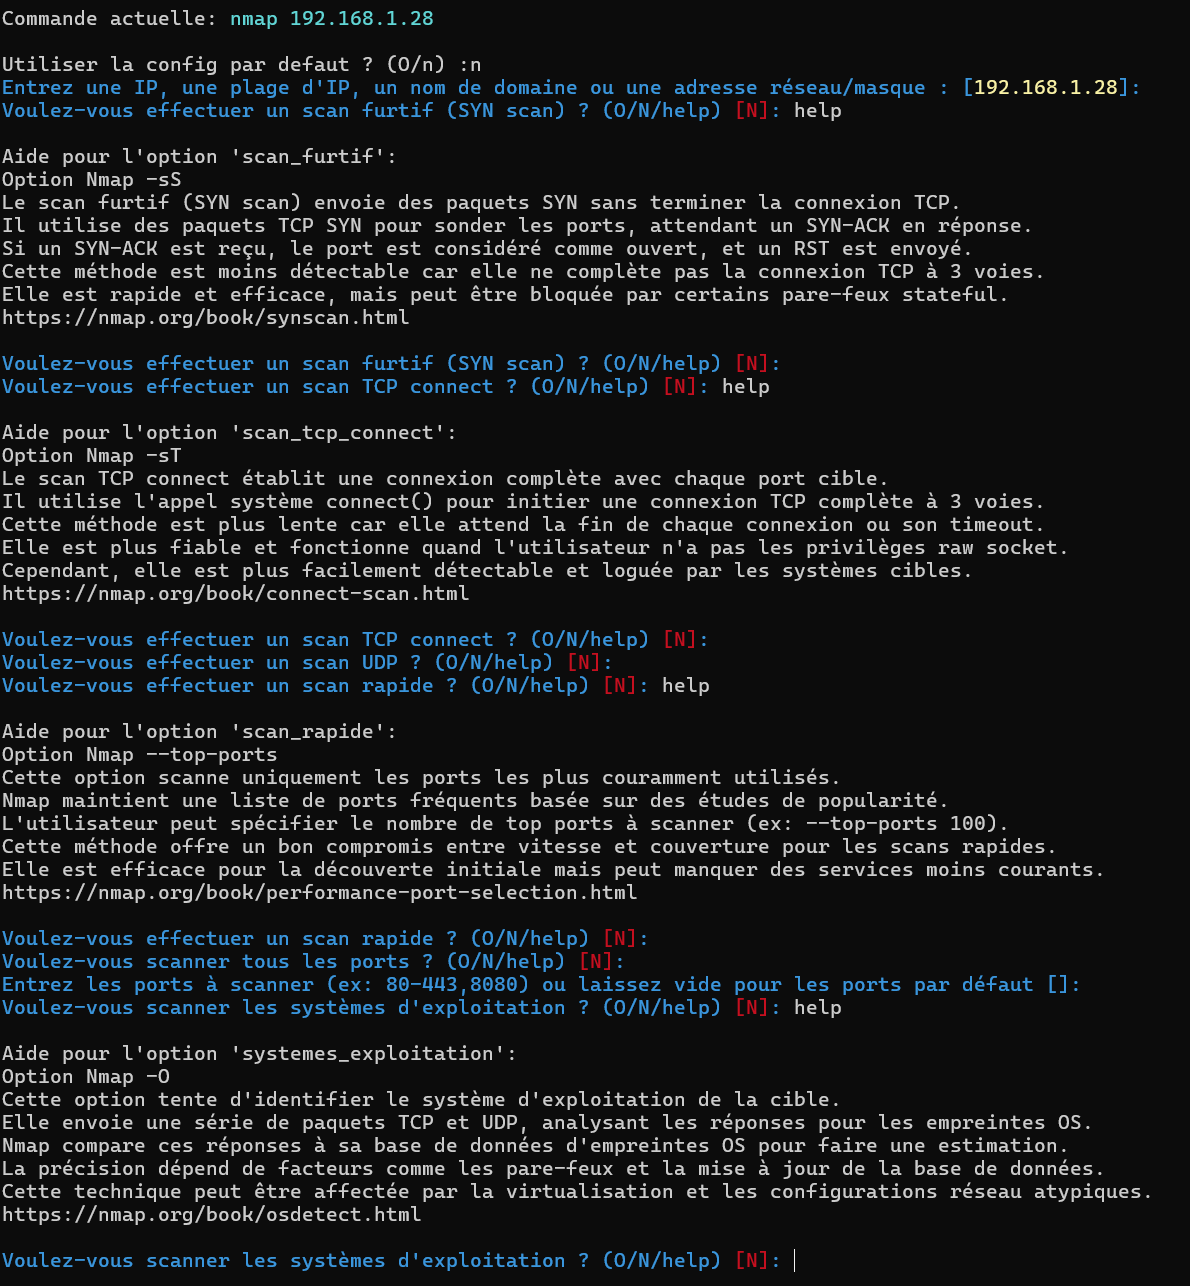 Commande actuelle: nmap 192.168.1.28
Utiliser la config par defaut ? (O/n) :n
Entrez une IP, une plage d'IP, un nom de domaine ou une adresse réseau/masque : [192.168.1.28]:
Voulez-vous effectuer un scan furtif (SYN scan) ? (O/N/help) [N]: help
Aide pour l'option 'scan_furtif':
Option Nmap -sS
Le scan furtif (SYN scan) envoie des paquets SYN sans terminer la connexion TCP.
Il utilise des paquets TCP SYN pour sonder les ports, attendant un SYN-ACK en réponse.
Si un SYN-ACK est reçu, le port est considéré comme ouvert, et un RST est envoyé.
Cette méthode est moins détectable car elle ne complète pas la connexion TCP à 3 voies.
Elle est rapide et efficace, mais peut être bloquée par certains pare-feux stateful.
https://nmap.org/book/synscan.html
Voulez-vous effectuer un scan furtif (SYN scan) ? (O/N/help) [N]:
Voulez-vous effectuer un scan TCP connect ? (O/N/help) [N]: help
Aide pour l'option 'scan_tcp_connect':
Option Nmap -sT
Le scan TCP connect établit une connexion complète avec chaque port cible.
Il utilise l'appel système connect() pour initier une connexion TCP complète à 3 voies.
Cette méthode est plus lente car elle attend la fin de chaque connexion ou son timeout.
Elle est plus fiable et fonctionne quand l'utilisateur n'a pas les privilèges raw socket.
Cependant, elle est plus facilement détectable et loguée par les systèmes cibles.
https://nmap.org/book/connect-scan.html
Voulez-vous effectuer un scan TCP connect ? (O/N/help) [N]:
Voulez-vous effectuer un scan UDP ? (O/N/help) [N]:
Voulez-vous effectuer un scan rapide ? (O/N/help) [N]: help
Aide pour l'option 'scan_rapide':
Option Nmap --top-ports
Cette option scanne uniquement les ports les plus couramment utilisés.
Nmap maintient une liste de ports fréquents basée sur des études de popularité.
L'utilisateur peut spécifier le nombre de top ports à scanner (ex: --top-ports 100).
Cette méthode offre un bon compromis entre vitesse et couverture pour les scans rapides.
Elle est efficace pour la découverte initiale mais peut manquer des services moins courants.
https://nmap.org/book/performance-port-selection.html
Voulez-vous effectuer un scan rapide ? (O/N/help) [N]:
Voulez-vous scanner tous les ports ? (O/N/help) [N]:
Entrez les ports à scanner (ex: 80-443,8080) ou laissez vide pour les ports par défaut []:
Voulez-vous scanner les systèmes d'exploitation ? (O/N/help) [N]: help
Aide pour l'option 'systemes_exploitation':
Option Nmap -O
Cette option tente d'identifier le système d'exploitation de la cible.
Elle envoie une série de paquets TCP et UDP, analysant les réponses pour les empreintes OS.
Nmap compare ces réponses à sa base de données d'empreintes OS pour faire une estimation.
La précision dépend de facteurs comme les pare-feux et la mise à jour de la base de données.
Cette technique peut être affectée par la virtualisation et les configurations réseau atypiques.
https://nmap.org/book/osdetect.html
Voulez-vous scanner les systèmes d'exploitation ? (O/N/help) [N]: